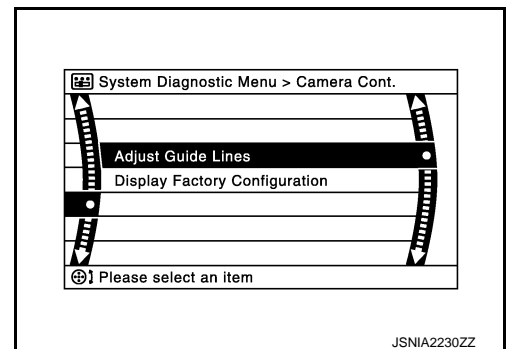 System Diagnostic Menu > Camera Cont.
Adjust Guide Lines
Display Factory Configuration
Please select an item
JSNIA2230ZZ